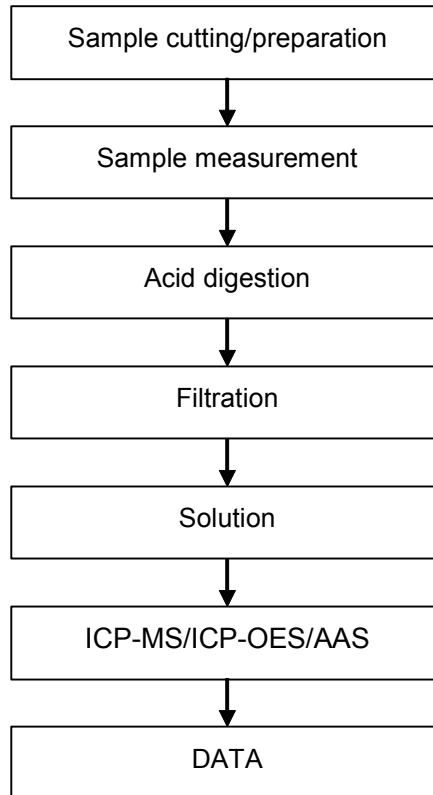 Sample cutting/preparation
Sample measurement
Acid digestion
Filtration
Solution
ICP-MS/ICP-OES/AAS
DATA